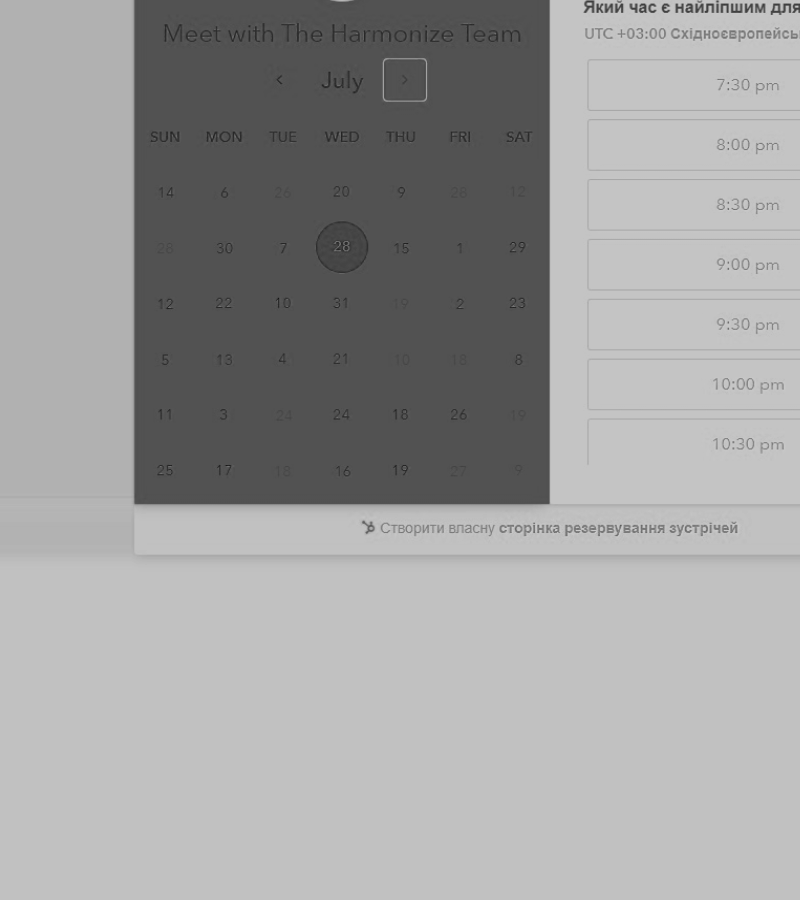 Який час є найліпшим для
Meet with The Harmonize Team
UTC +03:00 Східноєвропейсь
July
7:30 pm
SUN MON TUE WED THU FRI SAT
8:00 pm
14 6 26 20 9 28 12
8:30 pm
28 30 7 28 15 1 29
9:00 pm
12 22 10 31 19 2 23
9:30 pm
5 13 4 21 10 18 8
10:00 pm
11 3 24 24 18 26 19
10:30 pm
25 17 18 16 19 27 9
Створити власну сторінка резервування зустрічей